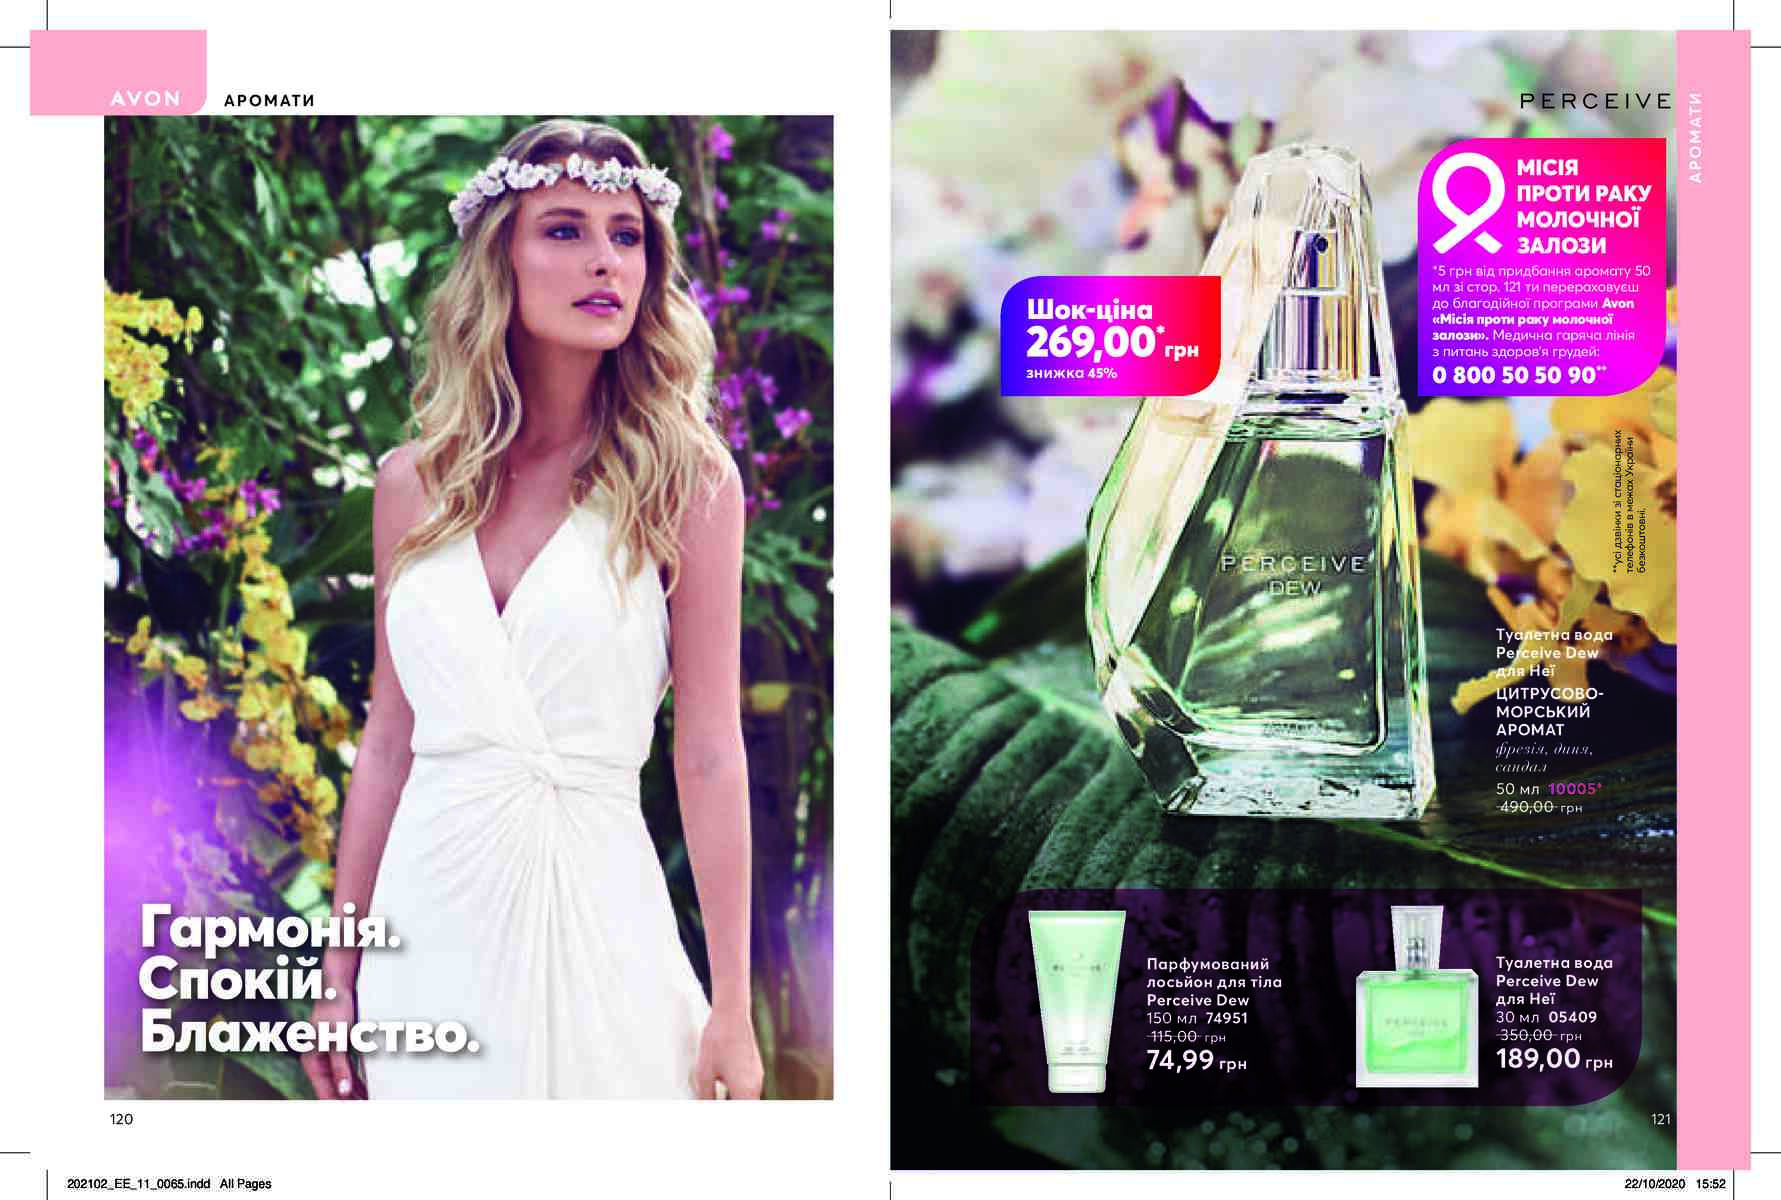 AVON
АРОМАТИ
Гармонія.
Спокій.
Блаженство.
120
202102_EE_11_0065.indd All Pages
PERCEIVE
АРОМАТИ
МІСІЯ
ПРОТИ РАКУ
МОЛОЧНОЇ
ЗАЛОЗИ
*5 грн від придбання аромату 50
мл зі стор. 121 ти перераховуєш
до благодійної програми Avon
«Місія проти раку молочної
залози». Медична гаряча лінія
з питань здоров'я грудей:
0 800 50 50 90**
Шок-ціна
269,00* грн
знижка 45%
**усі дзвінки зі стаціонарних
телефонів в межах України
безкоштовні.
PERCEIVE
DEW
Туалетна вода
Perceive Dew
для Неї
ЦИТРУСОВО-
МОРСЬКИЙ
АРОМАТ
фрезія, диня,
сандал
50 мл 10005*
490,00 грн
Парфумований
лосьйон для тіла
Perceive Dew
150 мл 74951
115,00 грн
74,99 грн
PERCEIVE
Туалетна вода
Perceive Dew
для Неї
30 мл 05409
350,00 грн
189,00 грн
121
22/10/2020 15:52